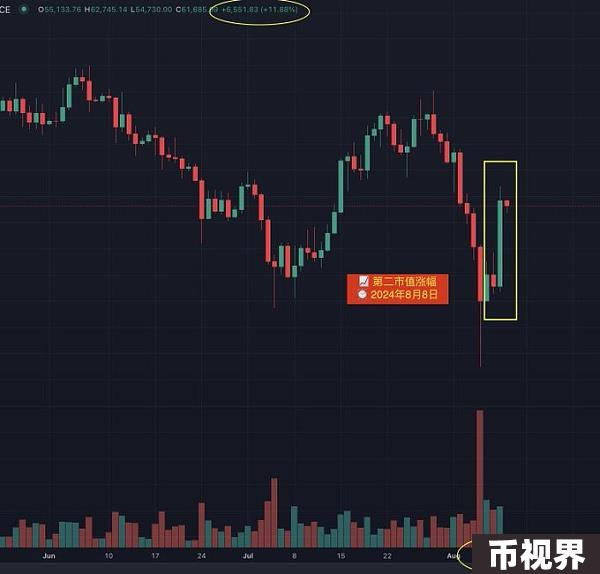 CE O55,133.76 H62,745.14 L54,730.00 C61,685.99 +6,551.83 (+11.88%)
📈 第二市值涨幅
⏱ 2024年8月8日
Jun 10 17 24 Jul 8 15 22 Aug
币视界